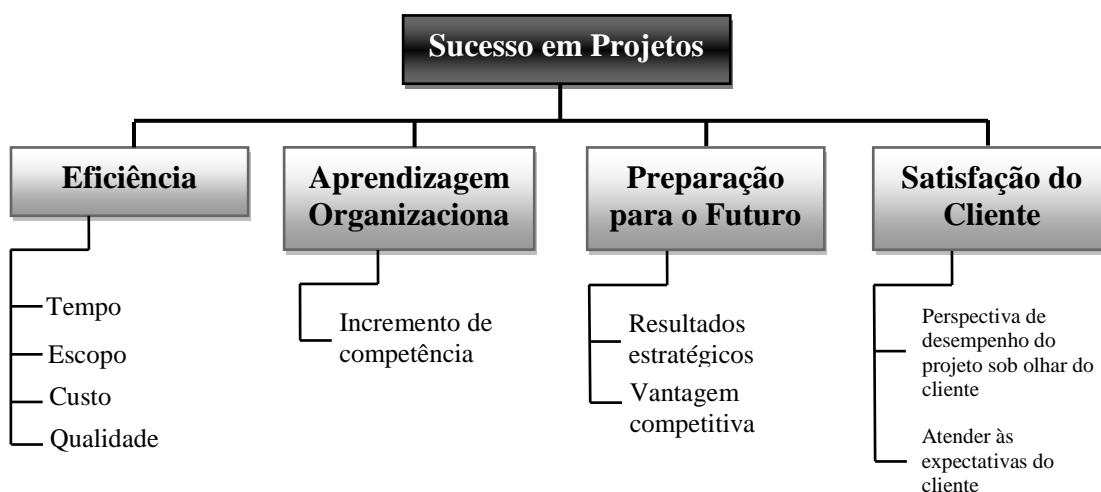 Sucesso em Projetos
Eficiência
Tempo
Escopo
Custo
Qualidade
Aprendizagem
Organizaciona
Incremento de
competência
Preparação
para o Futuro
Resultados
estratégicos
Vantagem
competitiva
Satisfação do
Cliente
Perspectiva de
desempenho do
projeto sob olhar do
cliente
Atender às
expectativas do
cliente